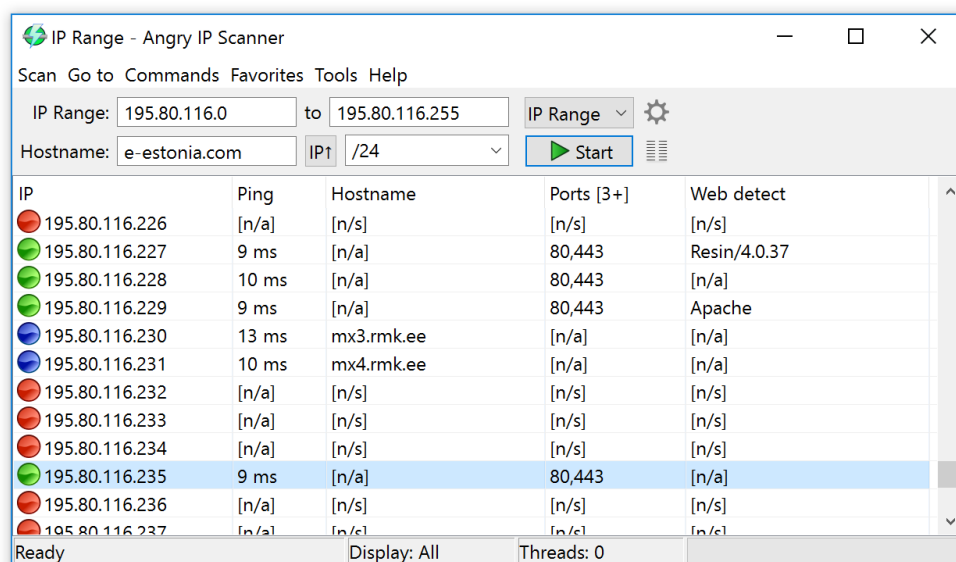 IP Range - Angry IP Scanner
Scan Go to Commands Favorites Tools Help
IP Range: 195.80.116.0 to 195.80.116.255 IP Range
Hostname: e-estonia.com IP↑ /24 Start
IP Ping Hostname Ports [3+] Web detect
195.80.116.226 [n/a] [n/s] [n/s] [n/s]
195.80.116.227 9 ms [n/a] 80,443 Resin/4.0.37
195.80.116.228 10 ms [n/a] 80,443 [n/a]
195.80.116.229 9 ms [n/a] 80,443 Apache
195.80.116.230 13 ms mx3.rmk.ee [n/a] [n/a]
195.80.116.231 10 ms mx4.rmk.ee [n/a] [n/a]
195.80.116.232 [n/a] [n/s] [n/s] [n/s]
195.80.116.233 [n/a] [n/s] [n/s] [n/s]
195.80.116.234 [n/a] [n/s] [n/s] [n/s]
195.80.116.235 9 ms [n/a] 80,443 [n/a]
195.80.116.236 [n/a] [n/s] [n/s] [n/s]
195.80.116.237 [n/a] [n/s] [n/s] [n/s]
Ready Display: All Threads: 0